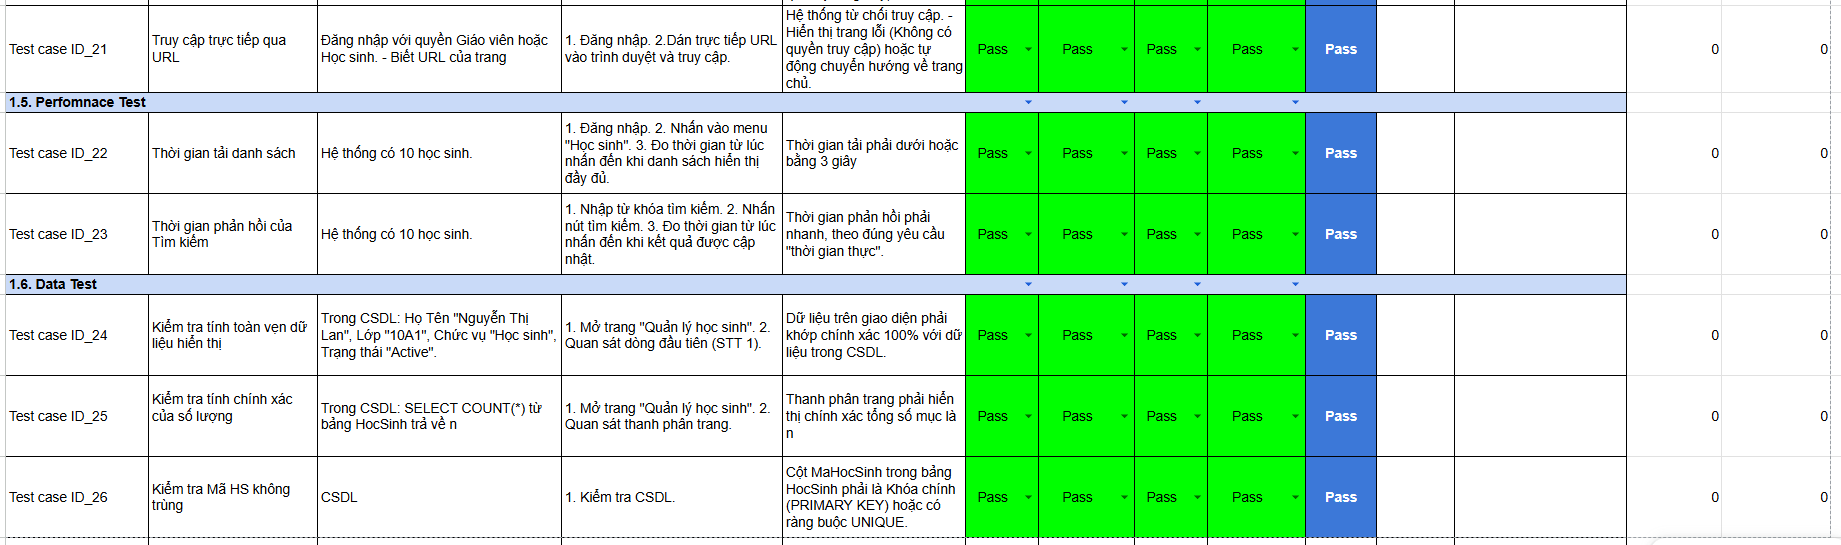 Test case ID_21
Truy cập trực tiếp qua
URL
Đăng nhập với quyền Giáo viên hoặc
Học sinh. - Biết URL của trang
1. Đăng nhập. 2.Dán trực tiếp URL
vào trình duyệt và truy cập.
Hệ thống từ chối truy cập. -
Hiển thị trang lỗi (Không có
quyền truy cập) hoặc tự
động chuyển hướng về trang
chủ.
Pass
Pass
Pass
Pass
Pass
0
0
1.5. Perfomnace Test
Test case ID_22
Thời gian tải danh sách
Hệ thống có 10 học sinh.
1. Đăng nhập. 2. Nhấn vào menu
"Học sinh". 3. Đo thời gian từ lúc
nhấn đến khi danh sách hiển thị
đầy đủ.
Thời gian tải phải dưới hoặc
bằng 3 giây
Pass
Pass
Pass
Pass
Pass
0
0
Test case ID_23
Thời gian phản hồi của
Tìm kiếm
Hệ thống có 10 học sinh.
1. Nhập từ khóa tìm kiếm. 2. Nhấn
nút tìm kiếm. 3. Đo thời gian từ lúc
nhấn đến khi kết quả được cập
nhật.
Thời gian phản hồi phải
nhanh, theo đúng yêu cầu
"thời gian thực".
Pass
Pass
Pass
Pass
Pass
0
0
1.6. Data Test
Test case ID_24
Kiểm tra tính toàn vẹn dữ
liệu hiển thị
Trong CSDL: Họ Tên "Nguyễn Thị
Lan", Lớp "10A1", Chức vụ "Học sinh",
Trạng thái "Active".
1. Mở trang "Quản lý học sinh". 2.
Quan sát dòng đầu tiên (STT 1).
Dữ liệu trên giao diện phải
khớp chính xác 100% với dữ
liệu trong CSDL.
Pass
Pass
Pass
Pass
Pass
0
0
Test case ID_25
Kiểm tra tính chính xác
của số lượng
Trong CSDL: SELECT COUNT(*) từ
bảng HocSinh trả về n
1. Mở trang "Quản lý học sinh". 2.
Quan sát thanh phân trang.
Thanh phân trang phải hiển
thị chính xác tổng số mục là
n
Pass
Pass
Pass
Pass
Pass
0
0
Test case ID_26
Kiểm tra Mã HS không
trùng
CSDL
1. Kiểm tra CSDL.
Cột MaHocSinh trong bảng
HocSinh phải là Khóa chính
(PRIMARY KEY) hoặc có
ràng buộc UNIQUE.
Pass
Pass
Pass
Pass
Pass
0
0